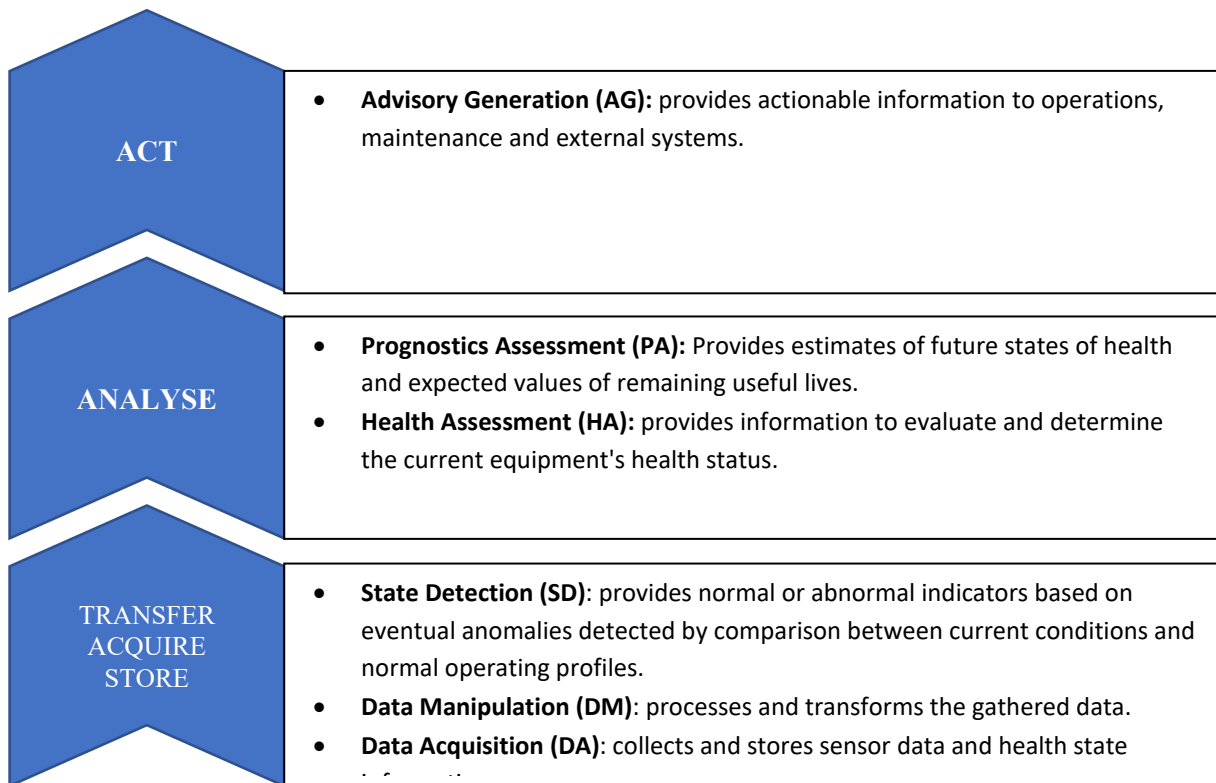 ACT
• Advisory Generation (AG): provides actionable information to operations,
maintenance and external systems.
ANALYSE
• Prognostics Assessment (PA): Provides estimates of future states of health
and expected values of remaining useful lives.
• Health Assessment (HA): provides information to evaluate and determine
the current equipment's health status.
TRANSFER
ACQUIRE
STORE
• State Detection (SD): provides normal or abnormal indicators based on
eventual anomalies detected by comparison between current conditions and
normal operating profiles.
• Data Manipulation (DM): processes and transforms the gathered data.
• Data Acquisition (DA): collects and stores sensor data and health state